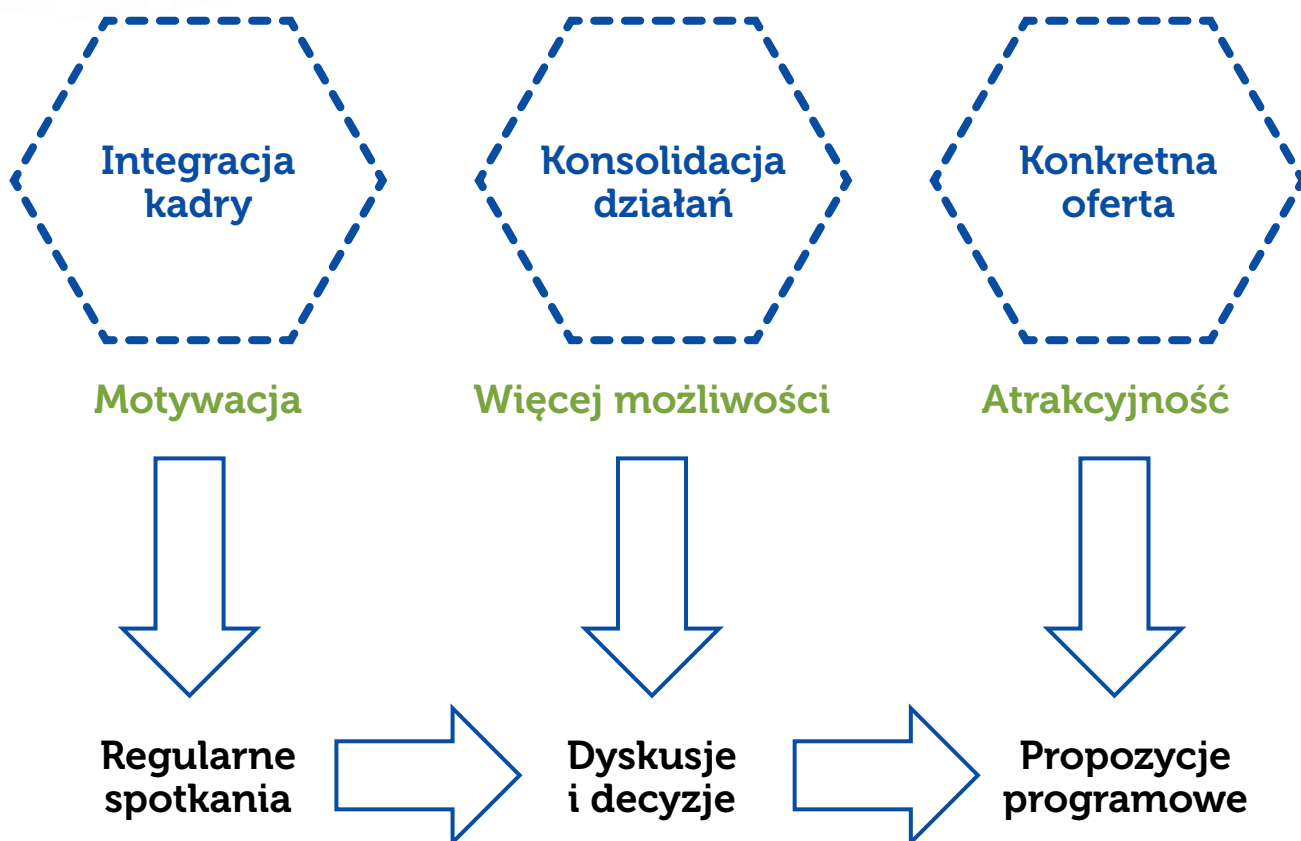 Integracja
kadry
Konsolidacja
działań
Konkretna
oferta
Motywacja
Więcej możliwości
Atrakcyjność
Regularne
spotkania
Dyskusje
i decyzje
Propozycje
programowe